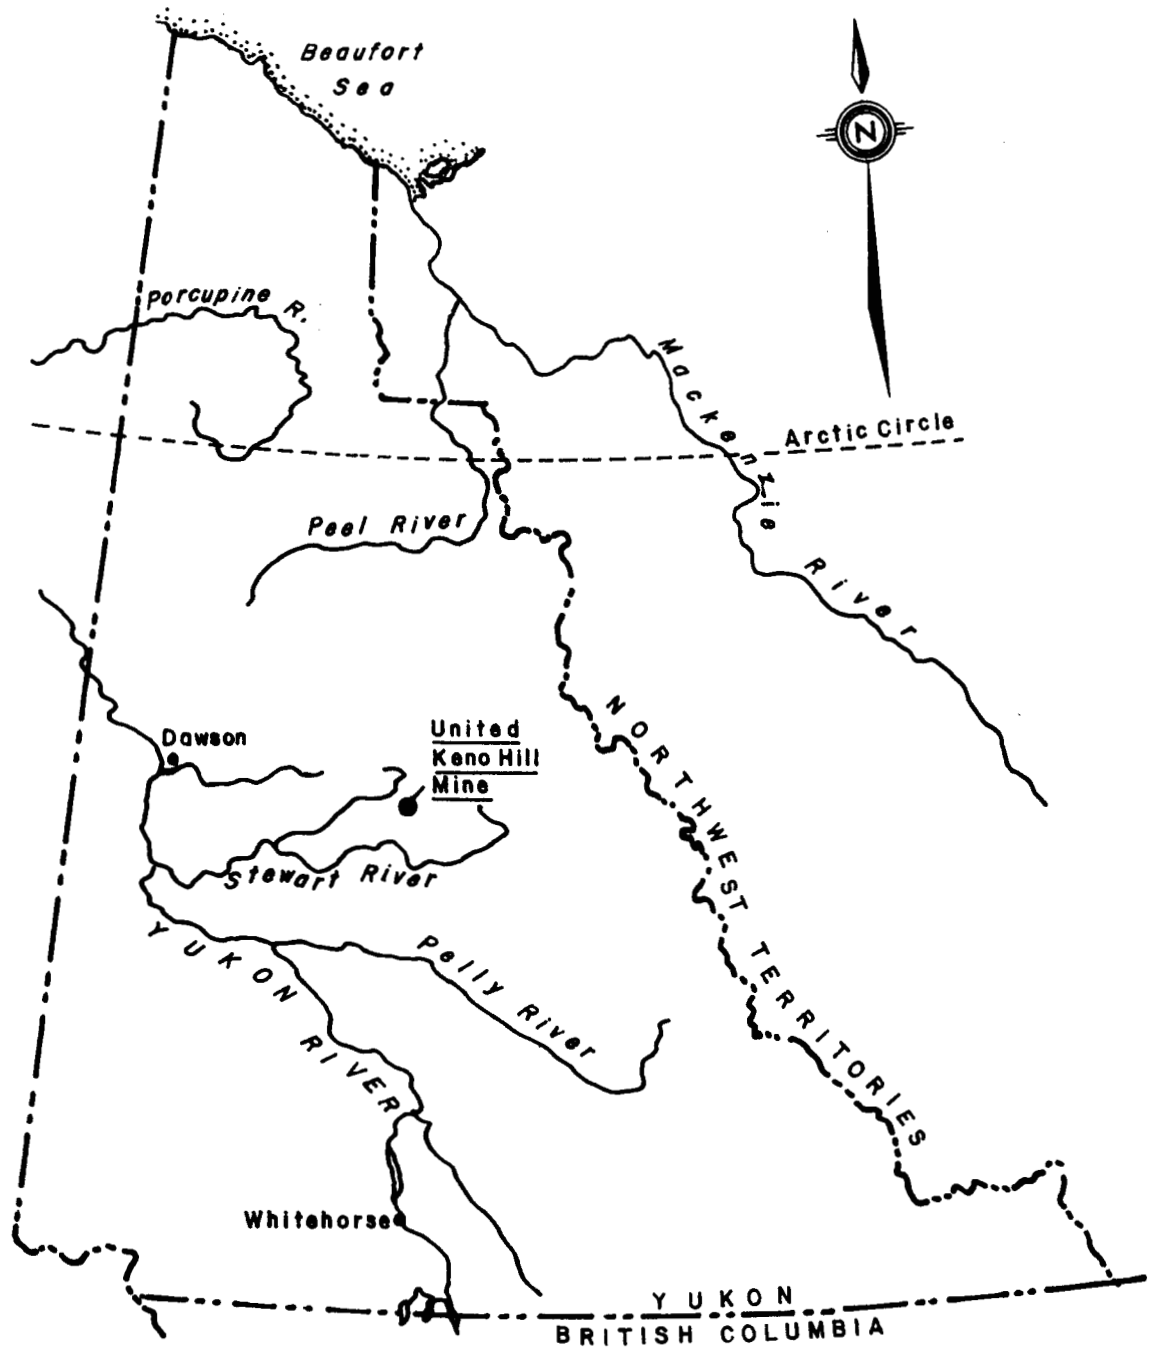 Beaufort
Sea
N
Porcupine R.
Mackenzie River
Arctic Circle
Peel River
NORTHWEST TERRITORIES
Dawson
United
Keno Hill
Mine
Stewart River
YUKON RIVER
Pelly River
Whitehorse
YUKON
BRITISH COLUMBIA